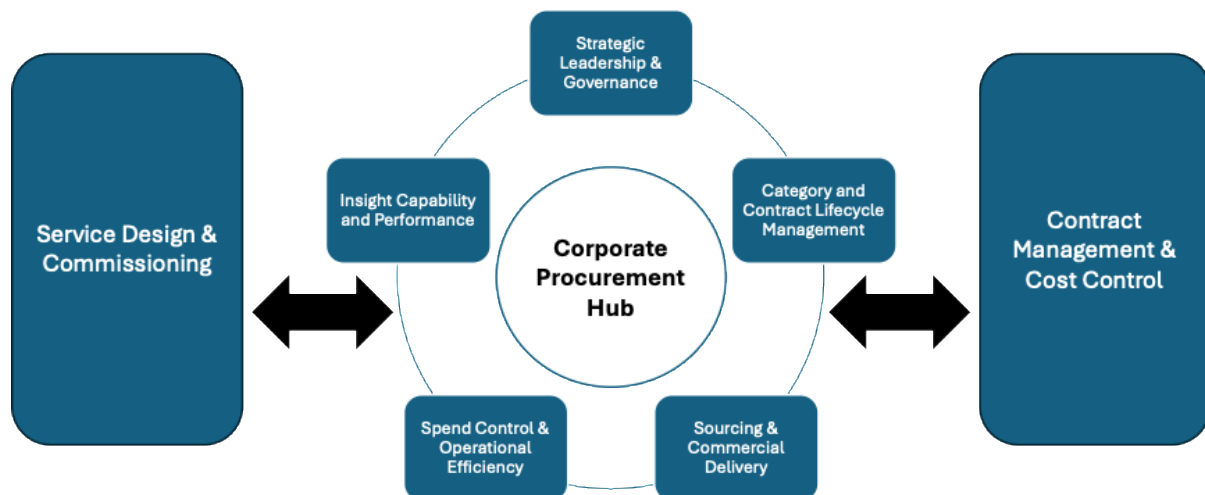 Strategic
Leadership &
Governance
Insight Capability
and Performance
Category and
Contract Lifecycle
Management
Service Design &
Commissioning
Corporate
Procurement
Hub
Contract
Management &
Cost Control
Spend Control &
Operational
Efficiency
Sourcing &
Commercial
Delivery